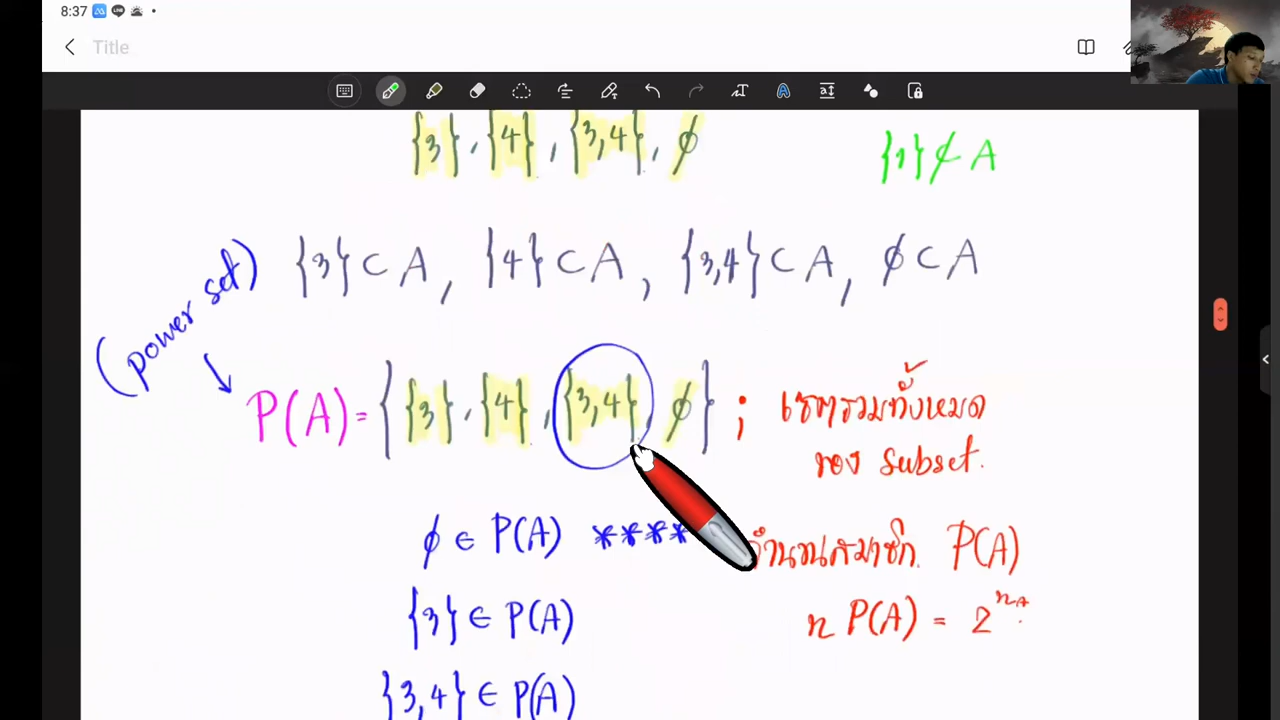 8:37
Title
{3}, {4}, {3,4}, ∅
{1} ⊄ A
(power set)
{3} ⊂ A, {4} ⊂ A, {3,4} ⊂ A, ∅ ⊂ A
P(A) = { {3}, {4}, {3,4}, ∅ } ; เซตรวมทั้งหมด
ของ subset.
∅ ∈ P(A) ****
จำนวนสมาชิก P(A)
{3} ∈ P(A)
n P(A) = 2^{n_A}
{3,4} ∈ P(A)